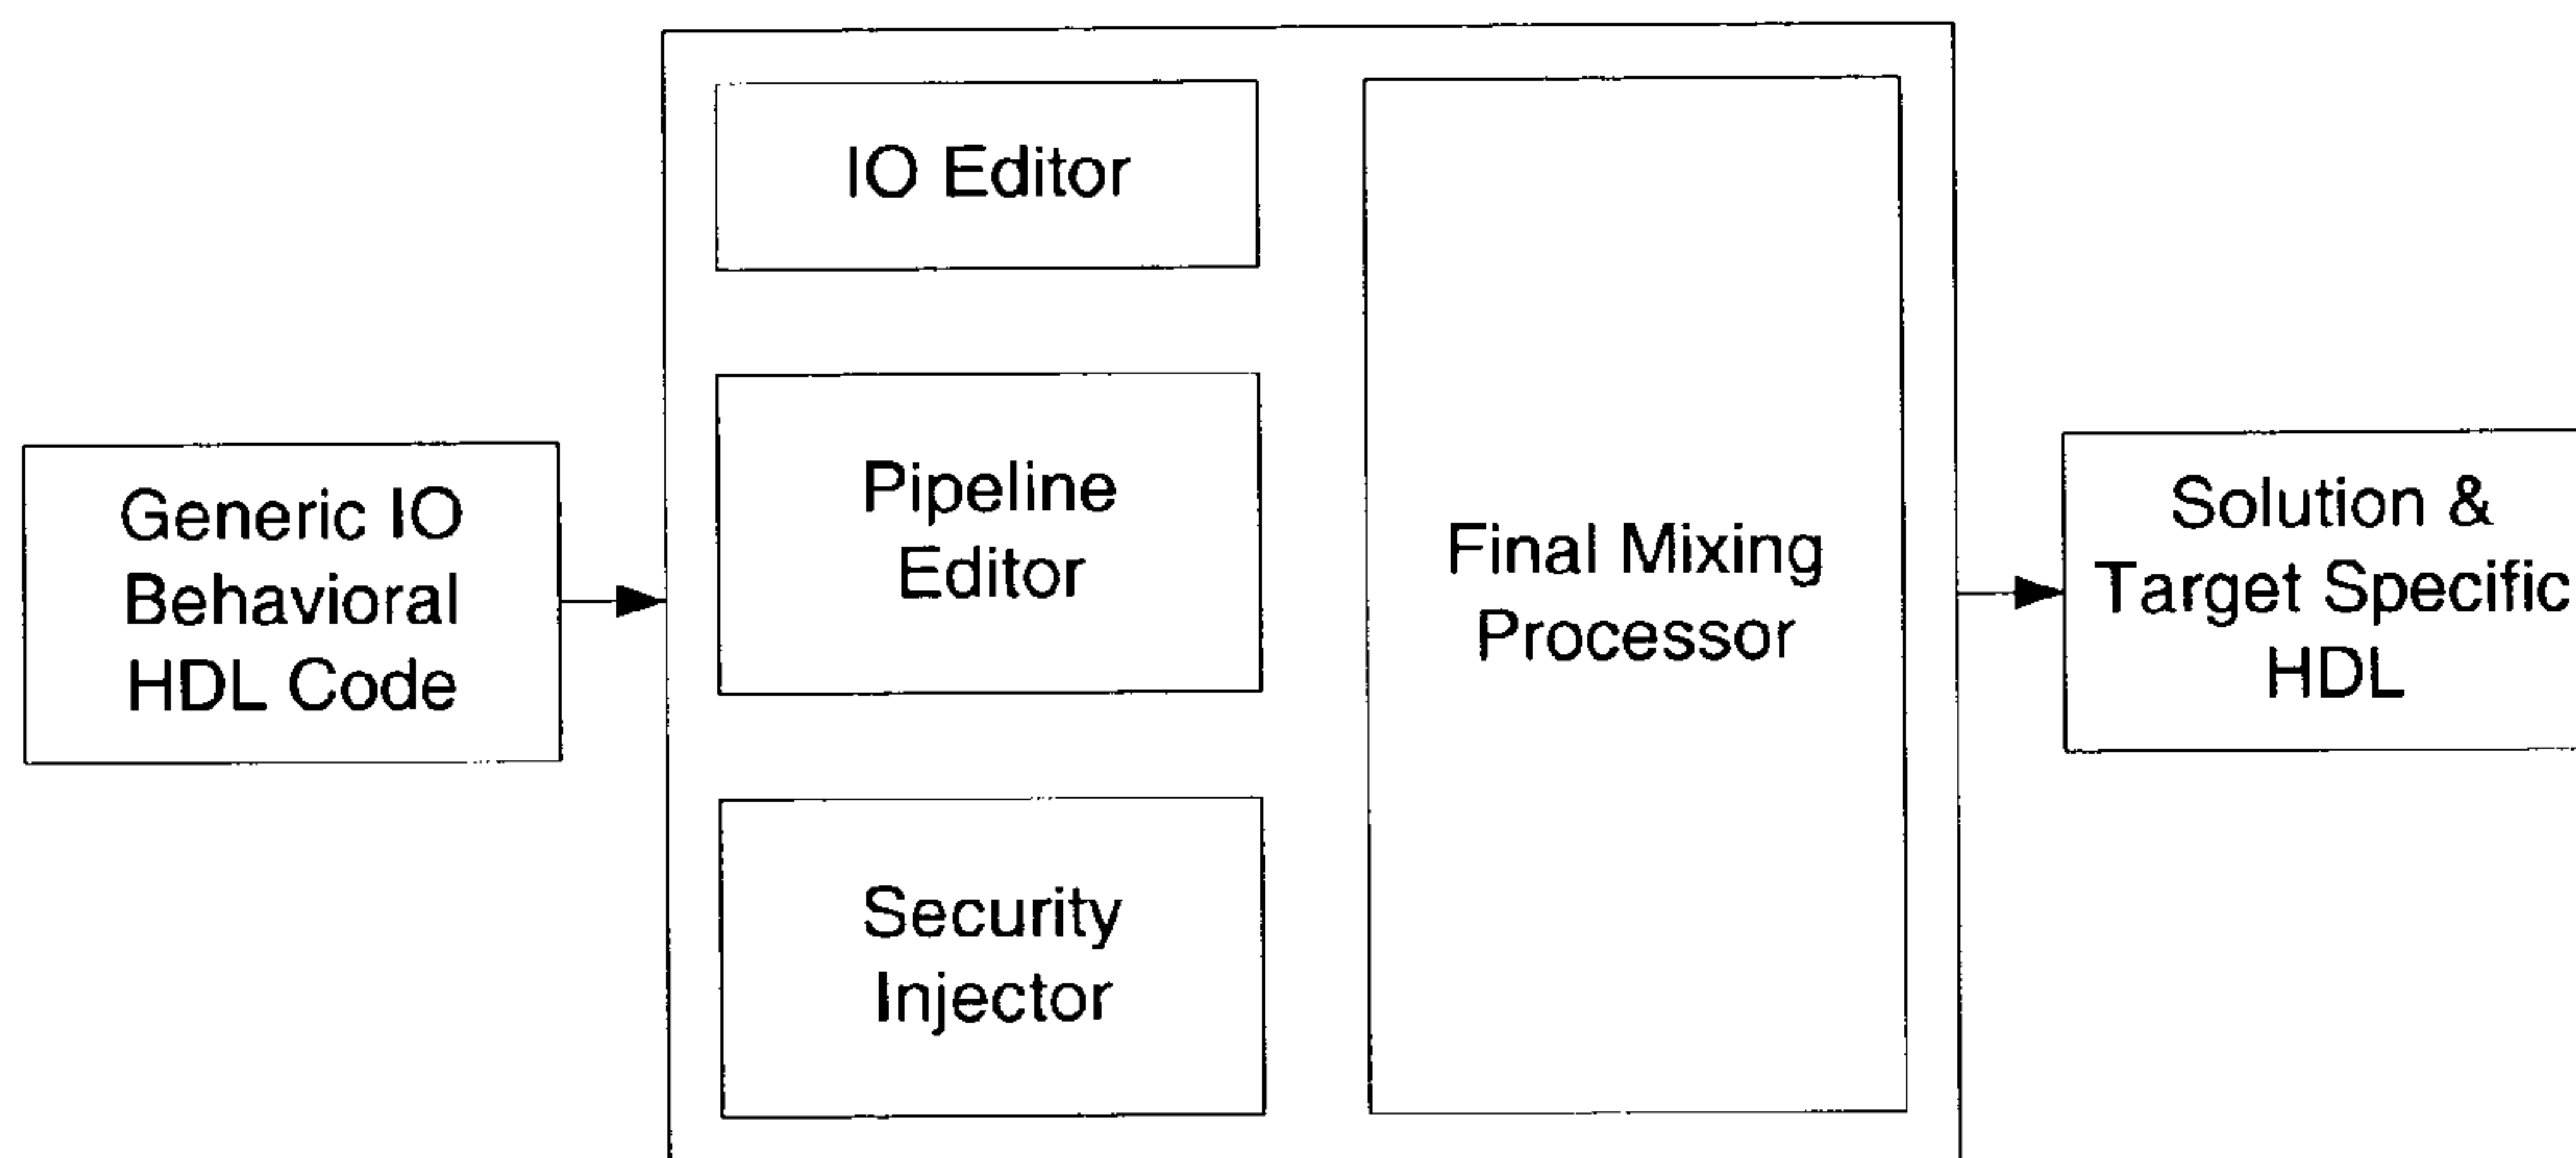 Generic IO
Behavioral
HDL Code
IO Editor
Pipeline
Editor
Security
Injector
Final Mixing
Processor
Solution &
Target Specific
HDL